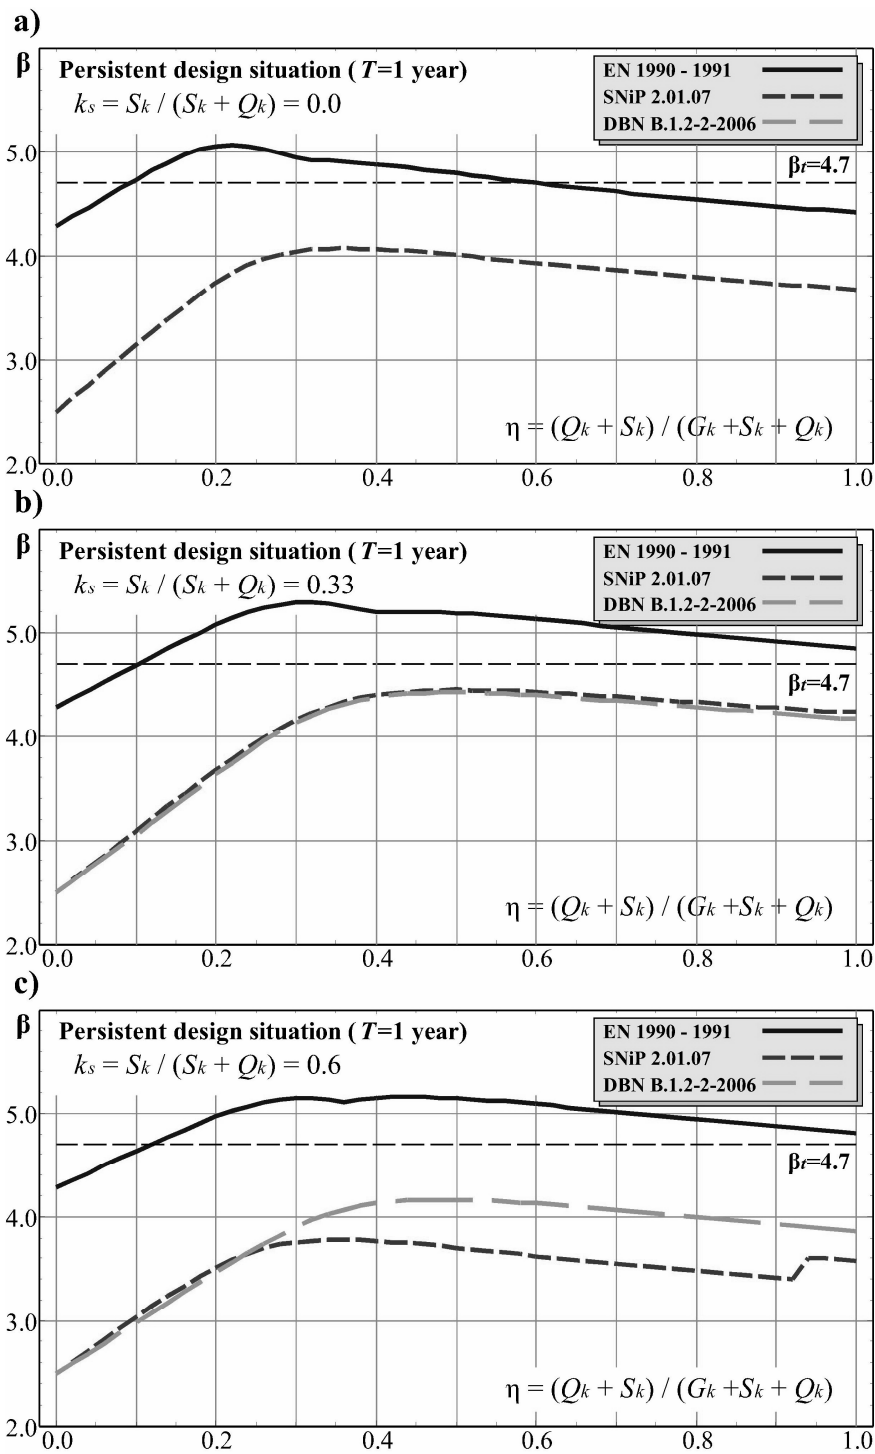 a)
β
Persistent design situation ( T=1 year)
ks = Sk / (Sk + Qk) = 0.0
EN 1990 - 1991
SNiP 2.01.07
DBN B.1.2-2-2006
5.0
βt=4.7
4.0
3.0
η = (Qk + Sk) / (Gk +Sk + Qk)
2.0
0.0 0.2 0.4 0.6 0.8 1.0
b)
β
Persistent design situation ( T=1 year)
ks = Sk / (Sk + Qk) = 0.33
EN 1990 - 1991
SNiP 2.01.07
DBN B.1.2-2-2006
5.0
βt=4.7
4.0
3.0
η = (Qk + Sk) / (Gk +Sk + Qk)
2.0
0.0 0.2 0.4 0.6 0.8 1.0
c)
β
Persistent design situation ( T=1 year)
ks = Sk / (Sk + Qk) = 0.6
EN 1990 - 1991
SNiP 2.01.07
DBN B.1.2-2-2006
5.0
βt=4.7
4.0
3.0
η = (Qk + Sk) / (Gk +Sk + Qk)
2.0
0.0 0.2 0.4 0.6 0.8 1.0